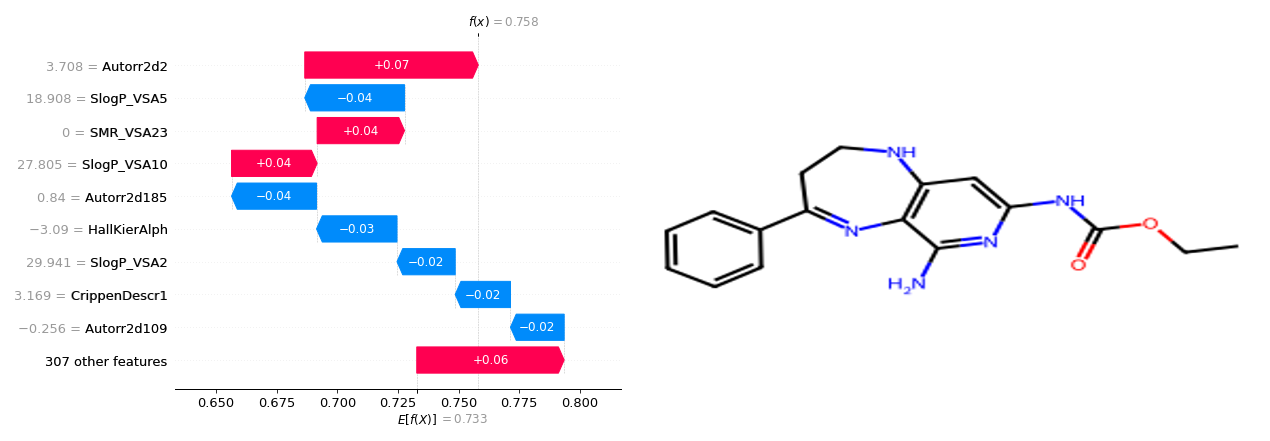 f(x) = 0.758
3.708 = Autorr2d2
+0.07
18.908 = SlogP_VSA5
−0.04
0 = SMR_VSA23
+0.04
27.805 = SlogP_VSA10
+0.04
0.84 = Autorr2d185
−0.04
−3.09 = HallKierAlph
−0.03
29.941 = SlogP_VSA2
−0.02
3.169 = CrippenDescr1
−0.02
−0.256 = Autorr2d109
−0.02
307 other features
+0.06
0.650 0.675 0.700 0.725 0.750 0.775 0.800
E[f(X)] = 0.733
NH
NH
O
N
N
O
H₂N